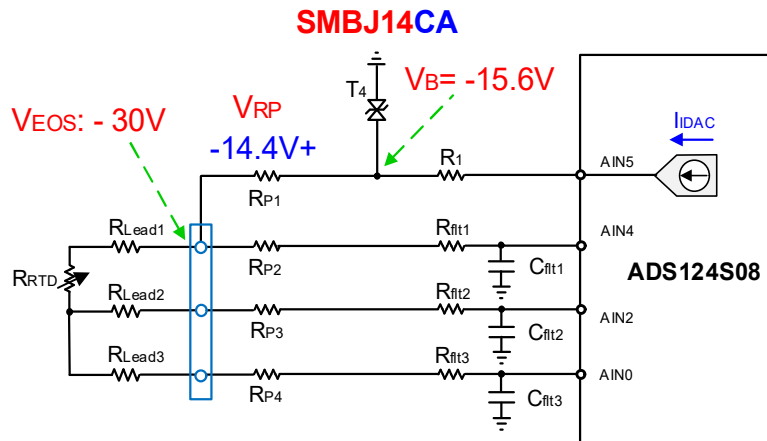 SMBJ14CA
T4
VB= -15.6V
VEOS: - 30V
VRP
-14.4V+
IIDAC
R1
AIN5
RP1
RLead1
Rflt1
AIN4
RP2
Cflt1
RRTD
ADS124S08
RLead2
Rflt2
AIN2
RP3
Cflt2
RLead3
Rflt3
AIN0
RP4
Cflt3